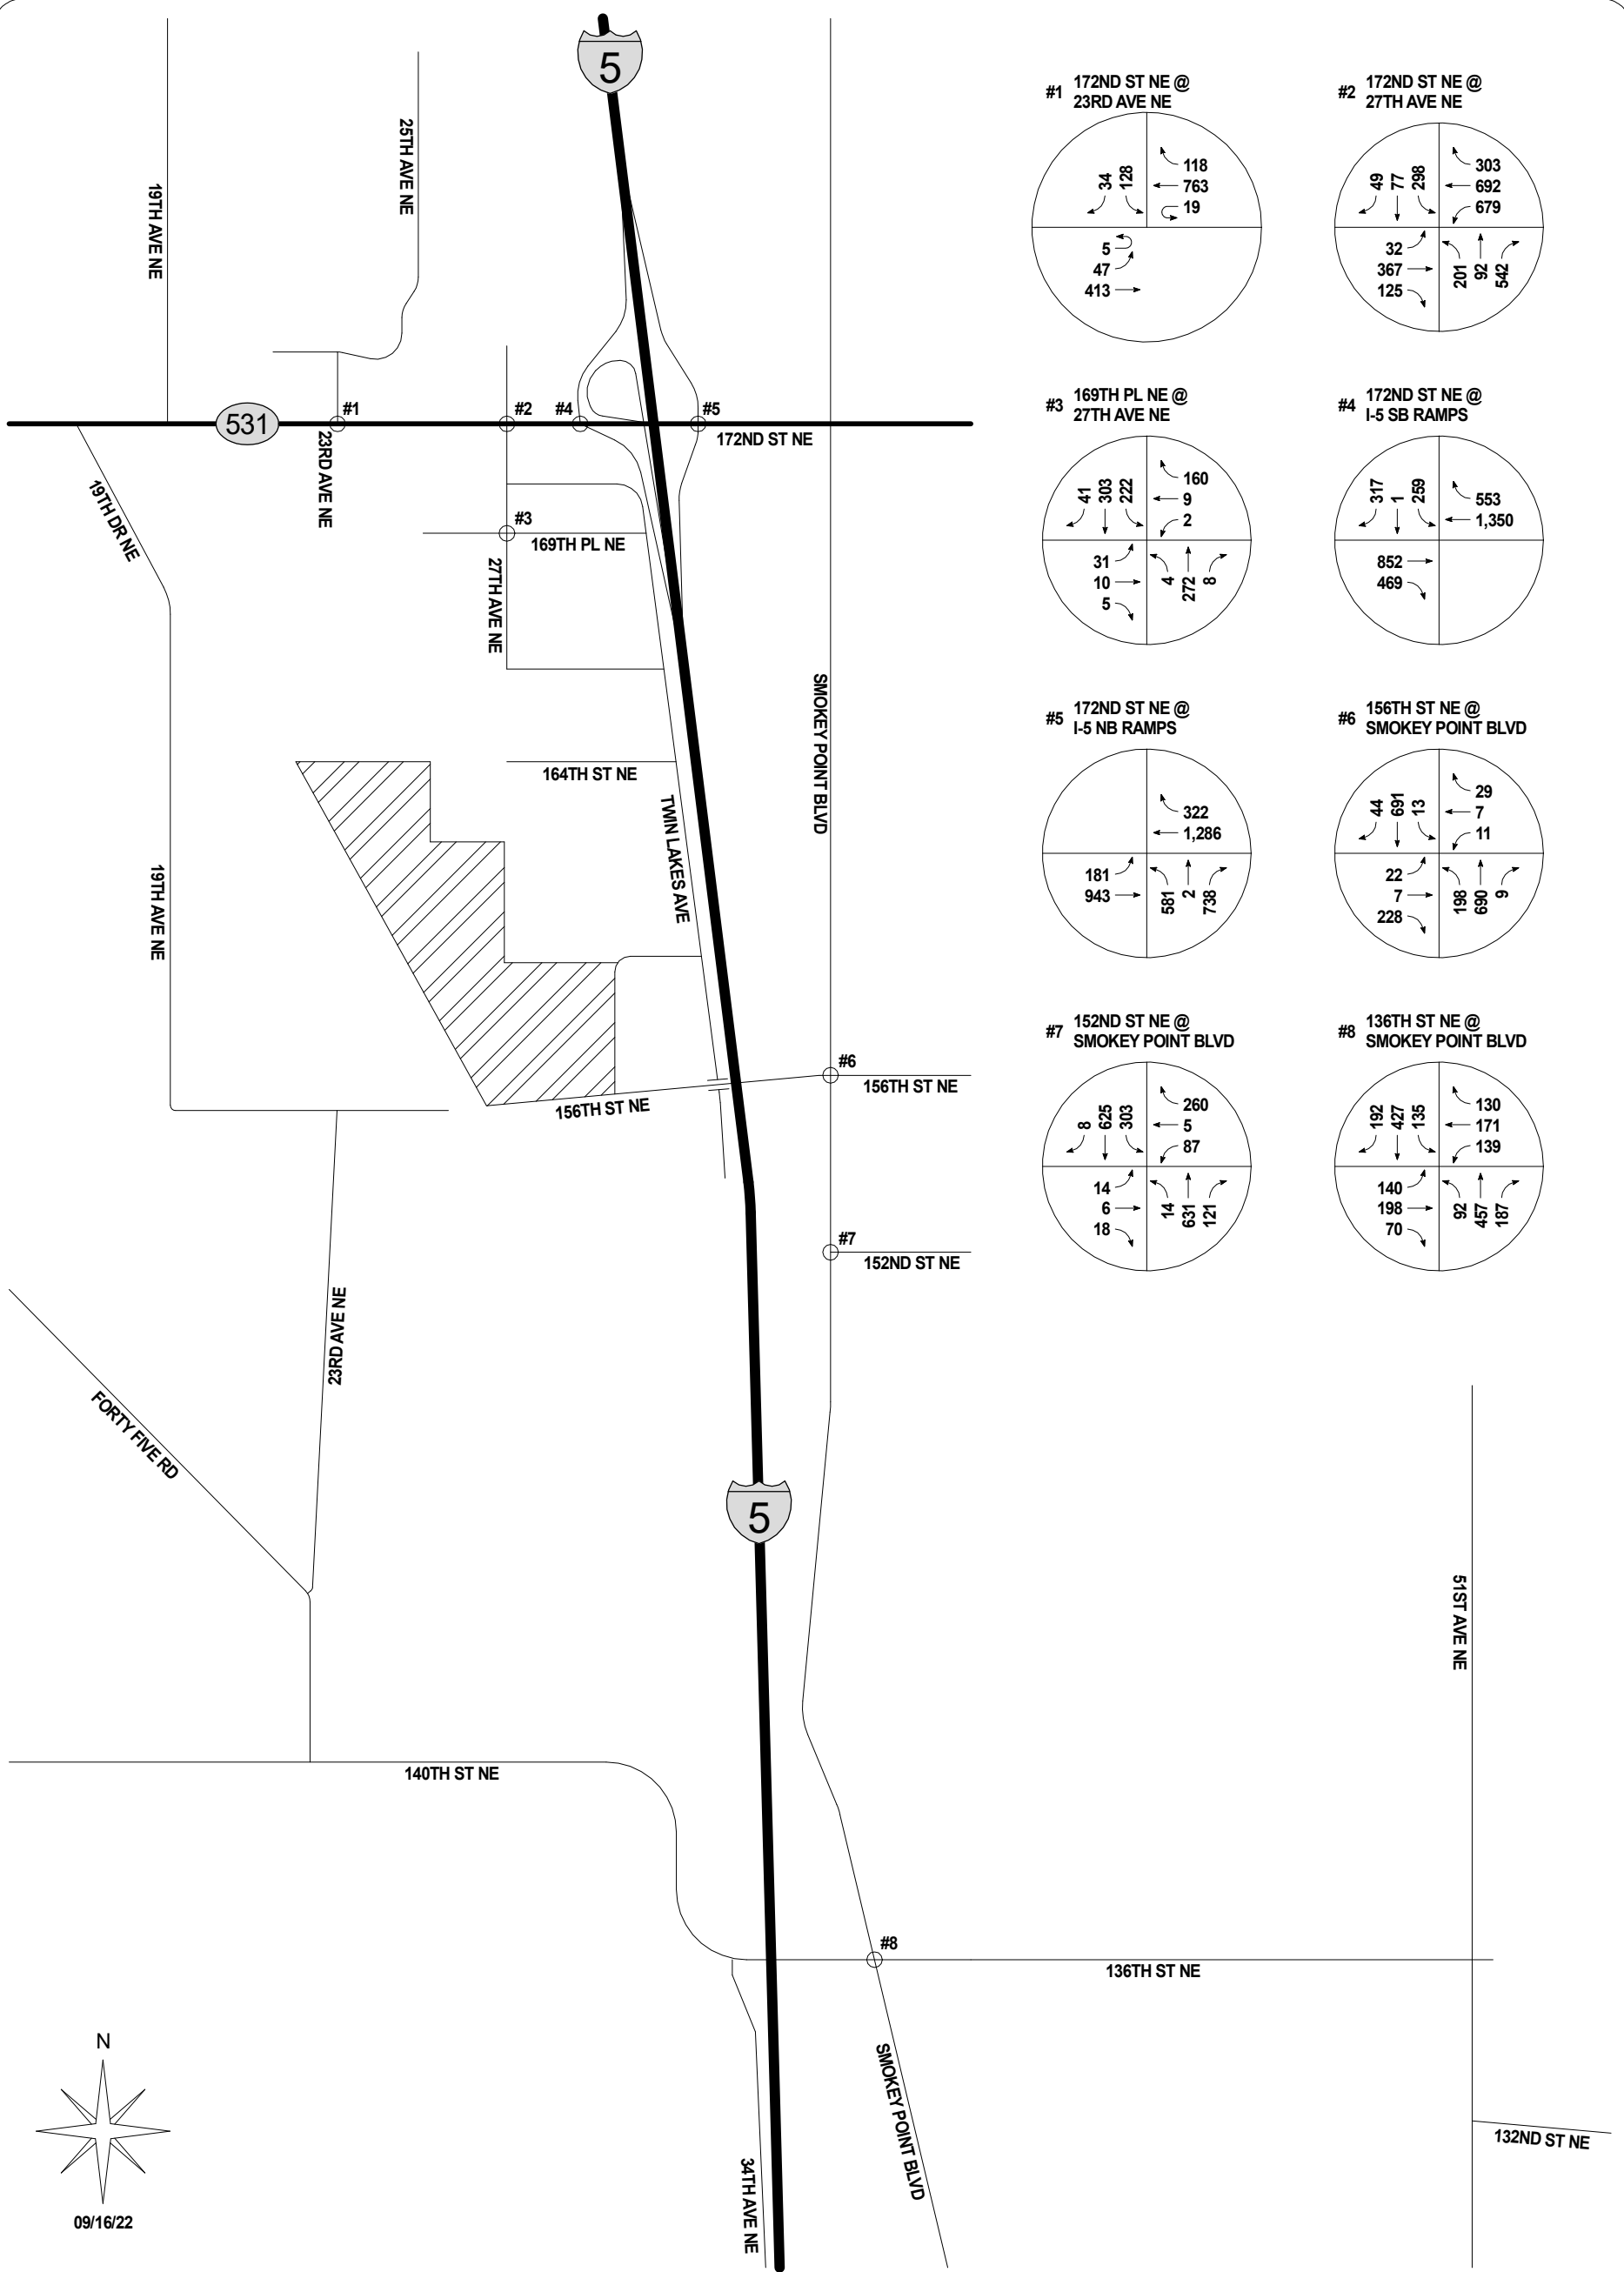 5
25TH AVE NE
19TH AVE NE
531
#1
#2
#4
#5
172ND ST NE
23RD AVE NE
19TH DR NE
#3
169TH PL NE
27TH AVE NE
SMOKEY POINT BLVD
164TH ST NE
TWIN LAKES AVE
19TH AVE NE
#6
156TH ST NE
156TH ST NE
#7
152ND ST NE
23RD AVE NE
FORTY FIVE RD
5
51ST AVE NE
140TH ST NE
#8
136TH ST NE
SMOKEY POINT BLVD
132ND ST NE
34TH AVE NE
N
09/16/22
#1 172ND ST NE @
23RD AVE NE
34 128
118
763
19
5
47
413
#2 172ND ST NE @
27TH AVE NE
49 77 298
303
692
679
32
367
125
201 92 542
#3 169TH PL NE @
27TH AVE NE
41 303 222
160
9
2
31
10
5
4 272 8
#4 172ND ST NE @
I-5 SB RAMPS
317 1 259
553
1,350
852
469
#5 172ND ST NE @
I-5 NB RAMPS
322
1,286
181
943
581 2 738
#6 156TH ST NE @
SMOKEY POINT BLVD
44 691 13
29
7
11
22
7
228
198 690 9
#7 152ND ST NE @
SMOKEY POINT BLVD
8 625 303
260
5
87
14
6
18
14 631 121
#8 136TH ST NE @
SMOKEY POINT BLVD
192 427 135
130
171
139
140
198
70
92 457 187